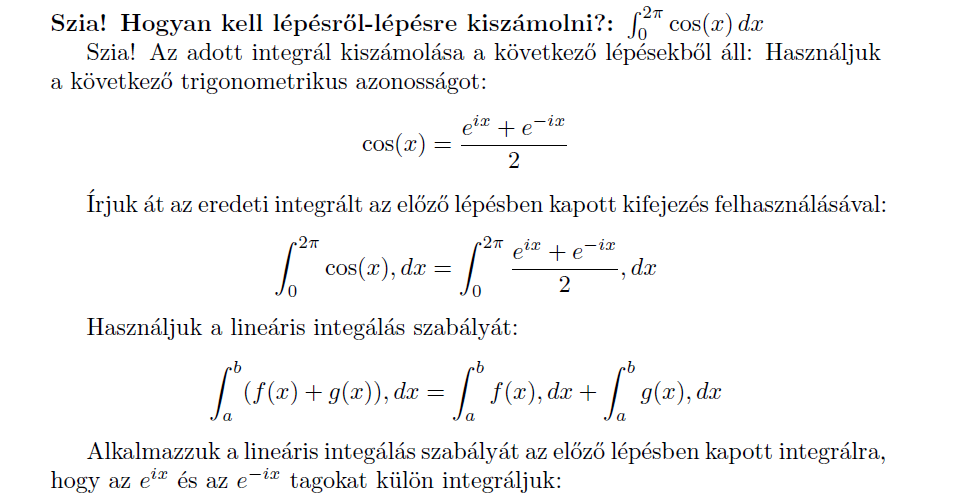 Szia! Hogyan kell lépésről-lépésre kiszámolni?: $\int_0^{2\pi} \cos(x)\,dx$
Szia! Az adott integrál kiszámolása a következő lépésekből áll: Használjuk
a következő trigonometrikus azonosságot:
$\cos(x) = \frac{e^{ix} + e^{-ix}}{2}$
Írjuk át az eredeti integrált az előző lépésben kapott kifejezés felhasználásával:
$\int_0^{2\pi} \cos(x), dx = \int_0^{2\pi} \frac{e^{ix} + e^{-ix}}{2}, dx$
Használjuk a lineáris integálás szabályát:
$\int_a^b (f(x) + g(x)), dx = \int_a^b f(x), dx + \int_a^b g(x), dx$
Alkalmazzuk a lineáris integálás szabályát az előző lépésben kapott integrálra,
hogy az $e^{ix}$ és az $e^{-ix}$ tagokat külön integráljuk: